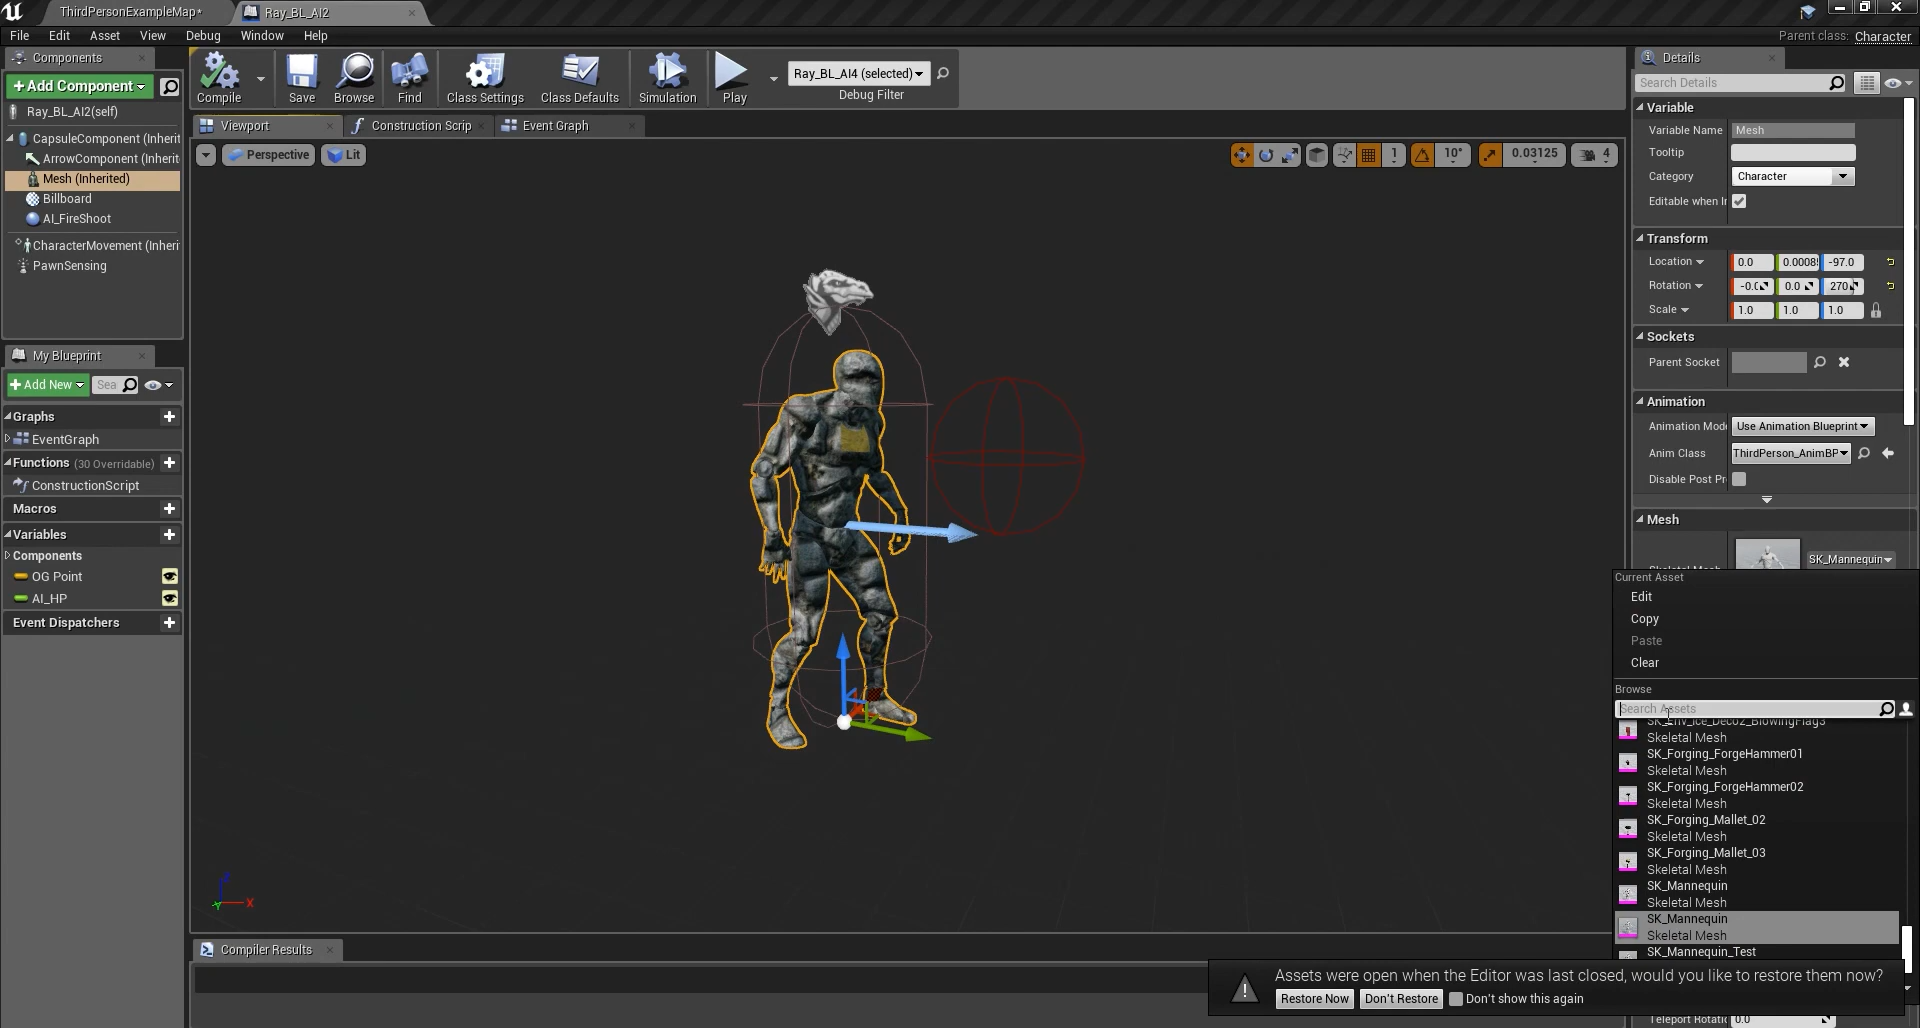 ThirdPersonExampleMap*
Ray_BL_AI2
File Edit Asset View Debug Window Help
Parent class: Character
Components
+Add Component
Ray_BL_AI2(self)
CapsuleComponent (Inherit
ArrowComponent (Inherit
Mesh (Inherited)
Billboard
AI_FireShoot
CharacterMovement (Inheri
PawnSensing
My Blueprint
+Add New
Sea
Graphs
EventGraph
Functions (30 Overridable)
ConstructionScript
Macros
Variables
Components
OG Point
AI_HP
Event Dispatchers
Compile
Save
Browse
Find
Class Settings
Class Defaults
Simulation
Play
Ray_BL_AI4 (selected)
Debug Filter
Viewport
Construction Scrip
Event Graph
Perspective
Lit
1
10°
0.03125
4
Z
Y
X
Compiler Results
Details
Search Details
Variable
Variable Name Mesh
Tooltip
Category Character
Editable when Ir
Transform
Location 0.0 -97.0
Rotation 0.0 270
Scale 1.0 1.0 1.0
Sockets
Parent Socket
Animation
Animation Mode Use Animation Blueprint
Anim Class ThirdPerson_AnimBP
Disable Post Pr
Mesh
SK_Mannequin
Current Asset
Edit
Copy
Paste
Clear
Browse
Search Assets
SK_Env_Ice_Deco2_BlowingFlag3
Skeletal Mesh
SK_Forging_ForgeHammer01
Skeletal Mesh
SK_Forging_ForgeHammer02
Skeletal Mesh
SK_Forging_Mallet_02
Skeletal Mesh
SK_Forging_Mallet_03
Skeletal Mesh
SK_Mannequin
Skeletal Mesh
SK_Mannequin
Skeletal Mesh
SK_Mannequin_Test
Assets were open when the Editor was last closed, would you like to restore them now?
Restore Now
Don't Restore
Don't show this again
Teleport Rotatic 0.0